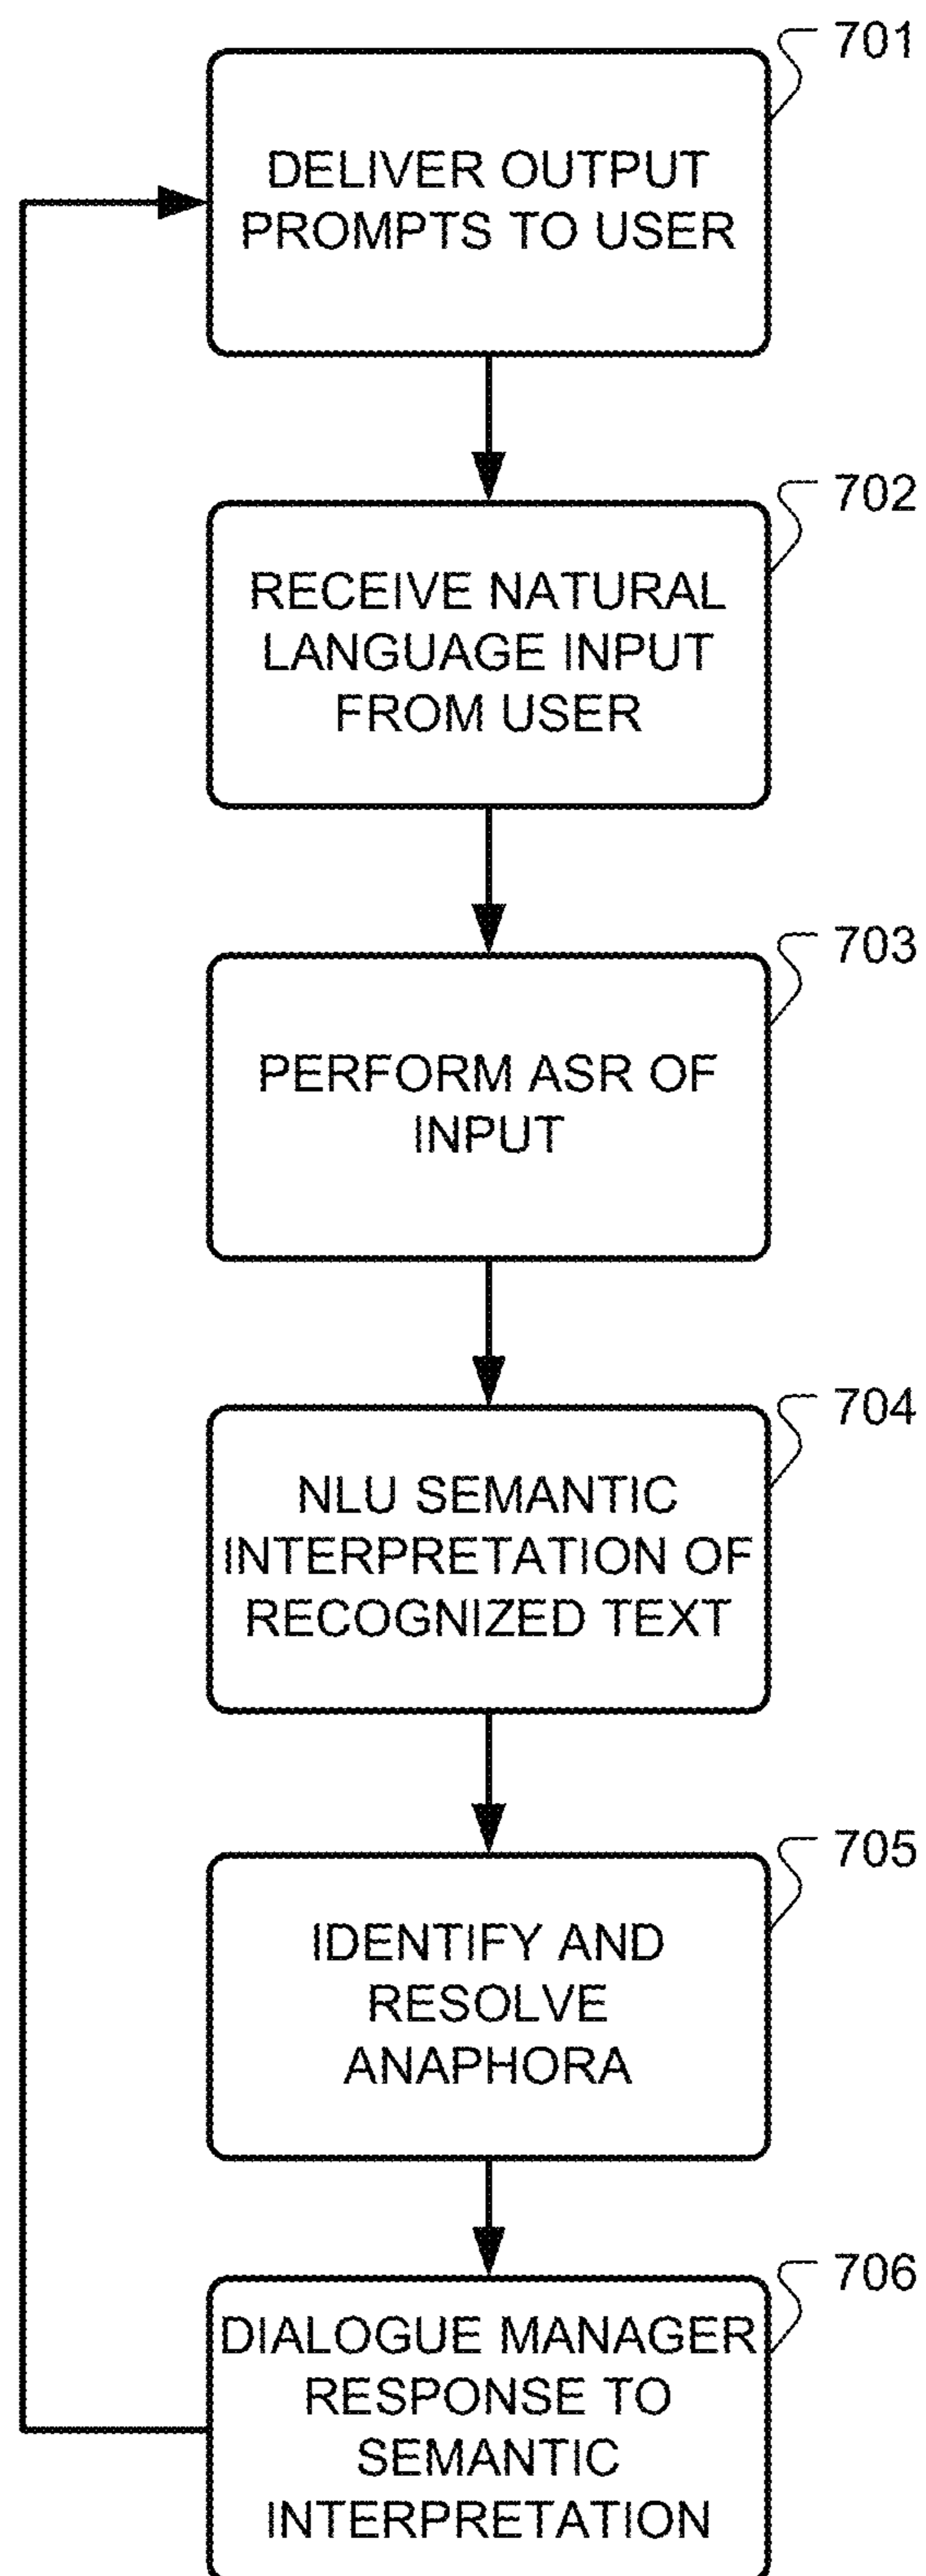 701
DELIVER OUTPUT
PROMPTS TO USER
702
RECEIVE NATURAL
LANGUAGE INPUT
FROM USER
703
PERFORM ASR OF
INPUT
704
NLU SEMANTIC
INTERPRETATION OF
RECOGNIZED TEXT
705
IDENTIFY AND
RESOLVE
ANAPHORA
706
DIALOGUE MANAGER
RESPONSE TO
SEMANTIC
INTERPRETATION